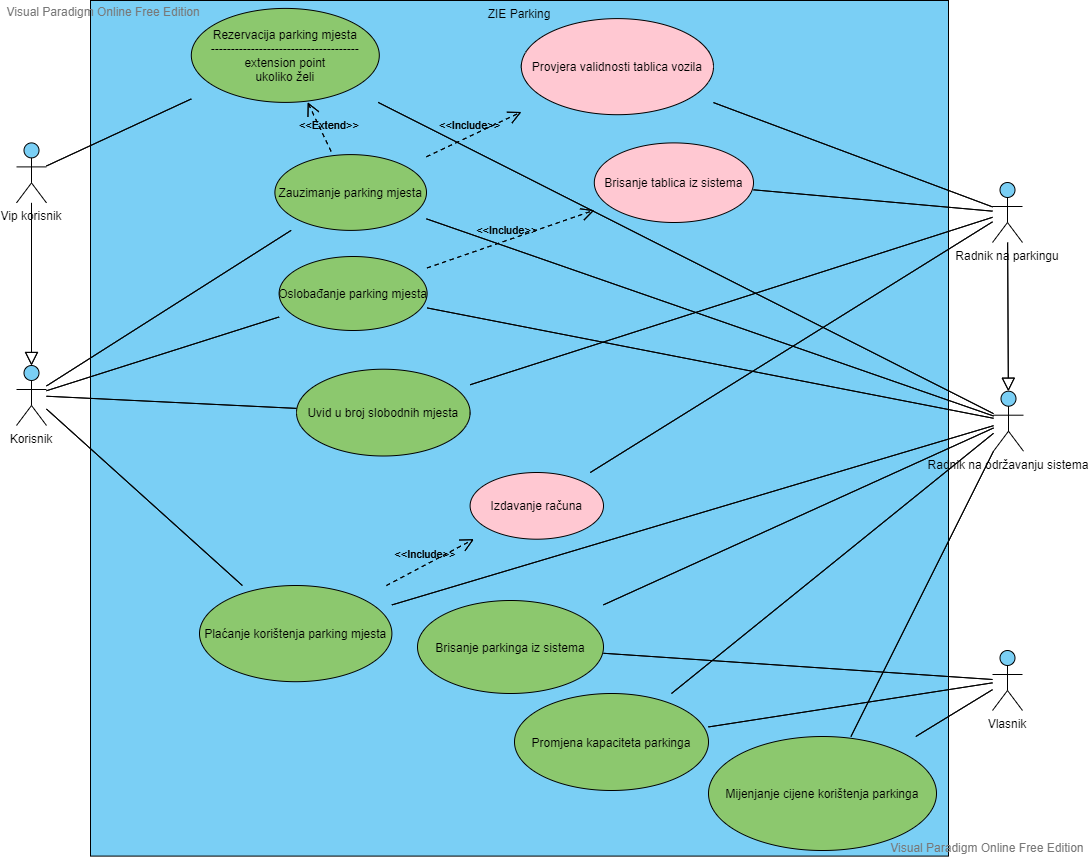 Visual Paradigm Online Free Edition
ZIE Parking
Rezervacija parking mjesta
-----------------------------------
extension point
ukoliko želi
Provjera validnosti tablica vozila
<<Extend>>
<<Include>>
Brisanje tablica iz sistema
Zauzimanje parking mjesta
Vip korisnik
<<Include>>
Radnik na parkingu
Oslobađanje parking mjesta
Uvid u broj slobodnih mjesta
Korisnik
Radnik na održavanju sistema
Izdavanje računa
<<Include>>
Plaćanje korištenja parking mjesta
Brisanje parkinga iz sistema
Vlasnik
Promjena kapaciteta parkinga
Mijenjanje cijene korištenja parkinga
Visual Paradigm Online Free Edition